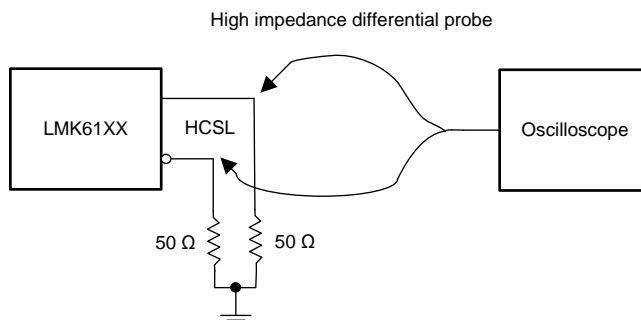 High impedance differential probe
LMK61XX
HCSL
Oscilloscope
50 Ω
50 Ω